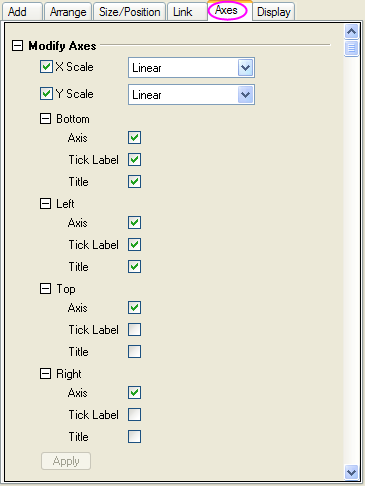 Add Arrange Size/Position Link Axes Display
Modify Axes
X Scale Linear
Y Scale Linear
Bottom
Axis
Tick Label
Title
Left
Axis
Tick Label
Title
Top
Axis
Tick Label
Title
Right
Axis
Tick Label
Title
Apply